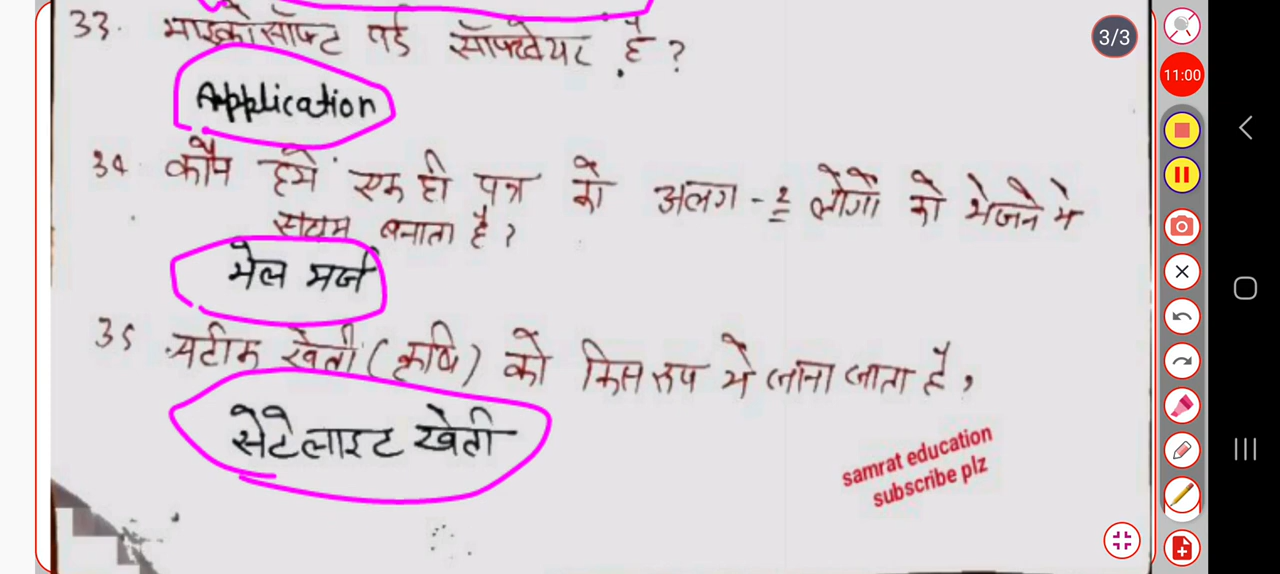 33. माइक्रोसॉफ्ट वर्ड सॉफ्टवेयर है ?
Application
3/3
11:00
34 कौन हमें एक ही पत्र को अलग-२ लोगों को भेजने मे
सक्षम बनाता है ?
मेल मर्ज
35 सटीक खेती (कृषि) को किस रूप मे जाना जाता है,
सेटेलाइट खेती
samrat education
subscribe plz